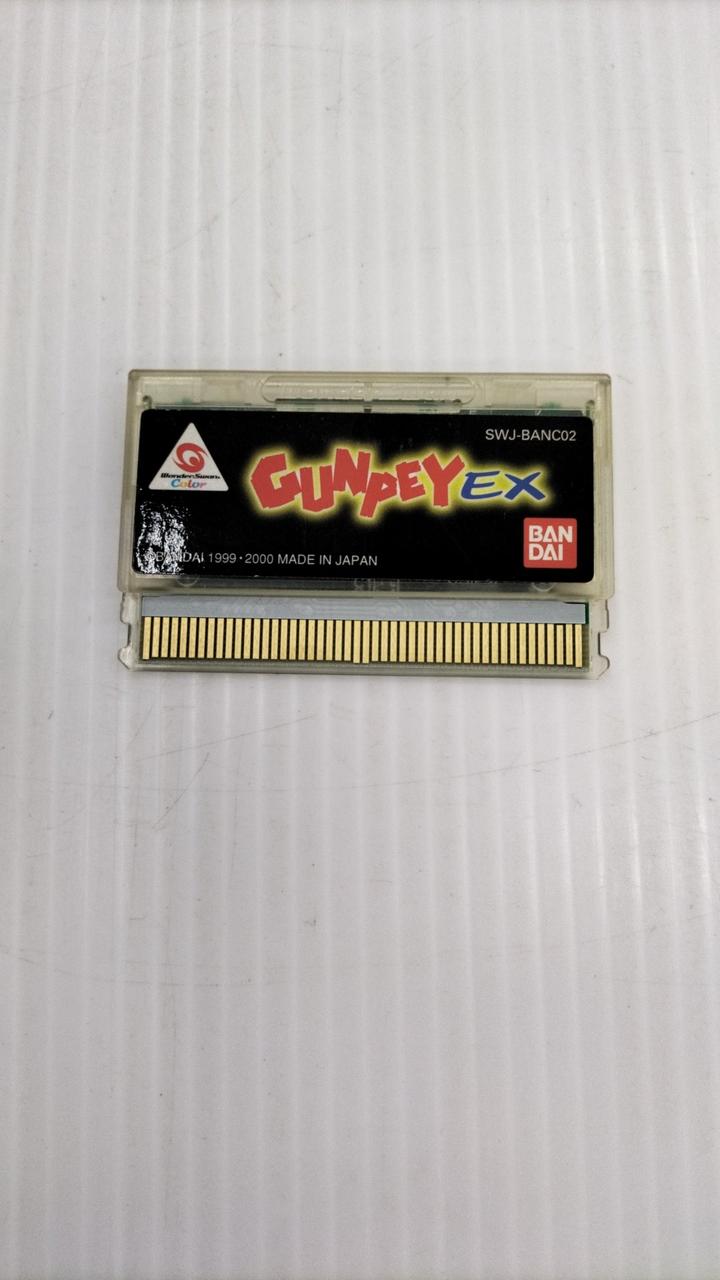 SWJ-BANC02
WonderSwan
Color
GUNPEY EX
BAN
DAI
©BANDAI 1999・2000 MADE IN JAPAN